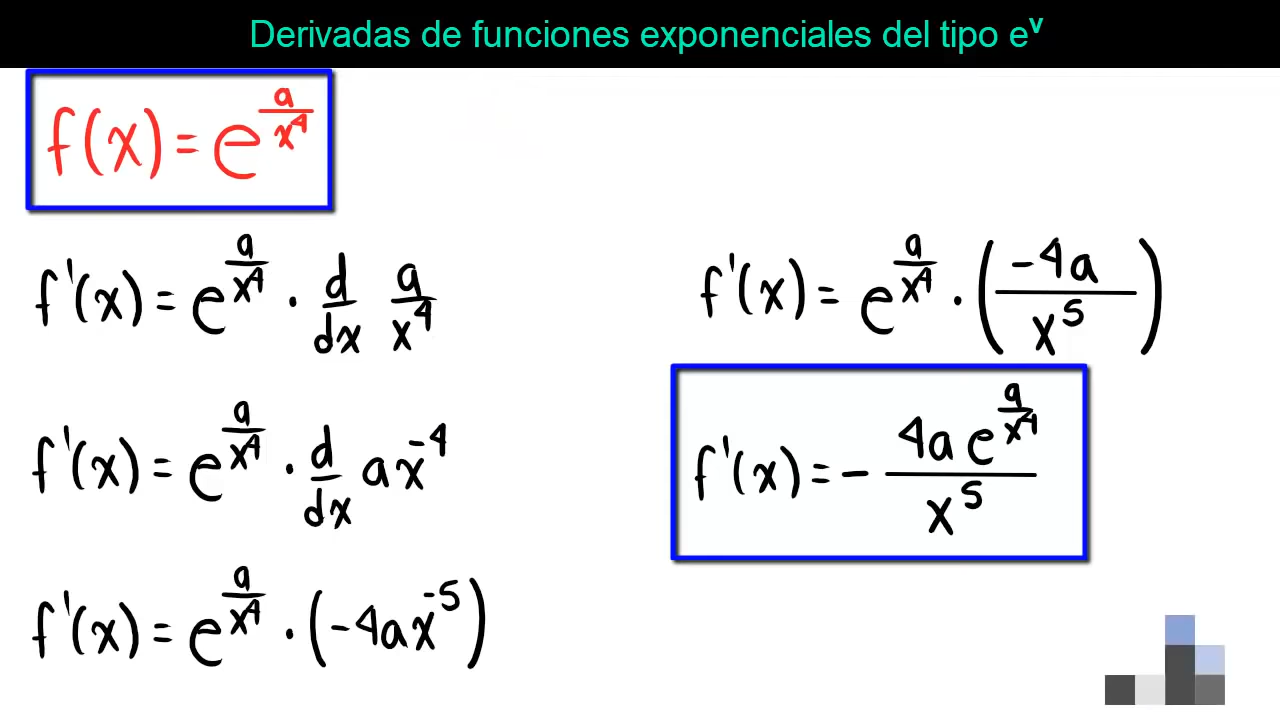 Derivadas de funciones exponenciales del tipo e^v
f(x) = e^(a/x^4)
f'(x) = e^(a/x^4) · d/dx a/x^4
f'(x) = e^(a/x^4) · d/dx ax^-4
f'(x) = e^(a/x^4) · (-4ax^-5)
f'(x) = e^(a/x^4) · (-4a/x^5)
f'(x) = - 4a e^(a/x^4)/x^5